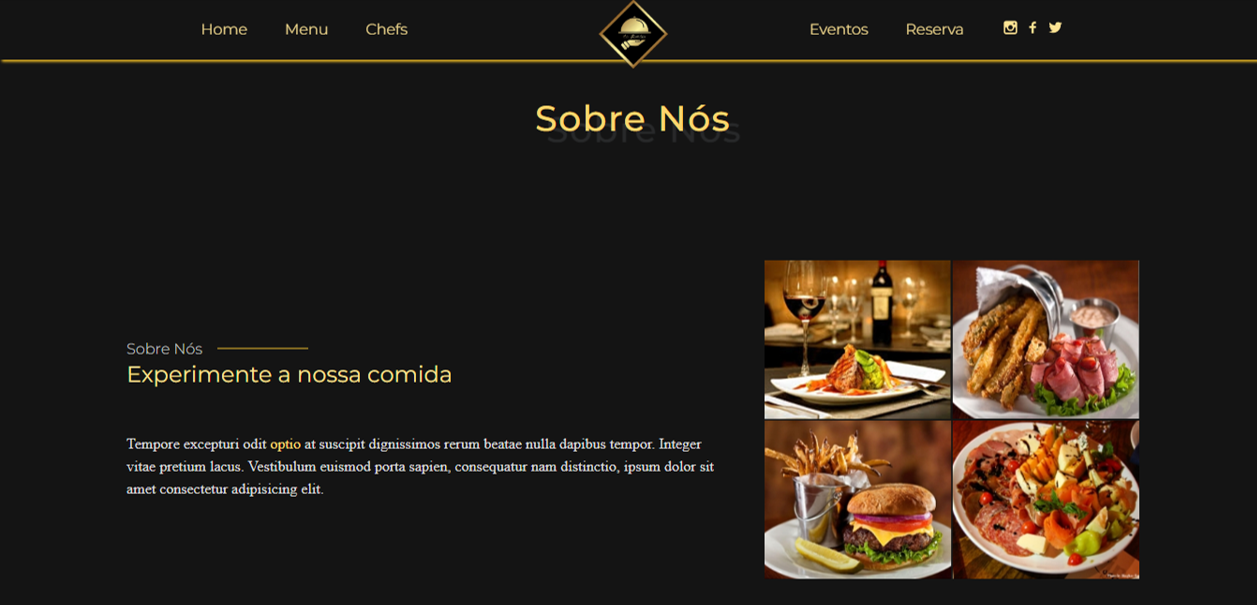 Home Menu Chefs Eventos Reserva
Sobre Nós
Sobre Nós
Experimente a nossa comida
Tempore excepturi odit optio at suscipit dignissimos rerum beatae nulla dapibus tempor. Integer
vitae pretium lacus. Vestibulum euismod porta sapien, consequatur nam distinctio, ipsum dolor sit
amet consectetur adipisicing elit.